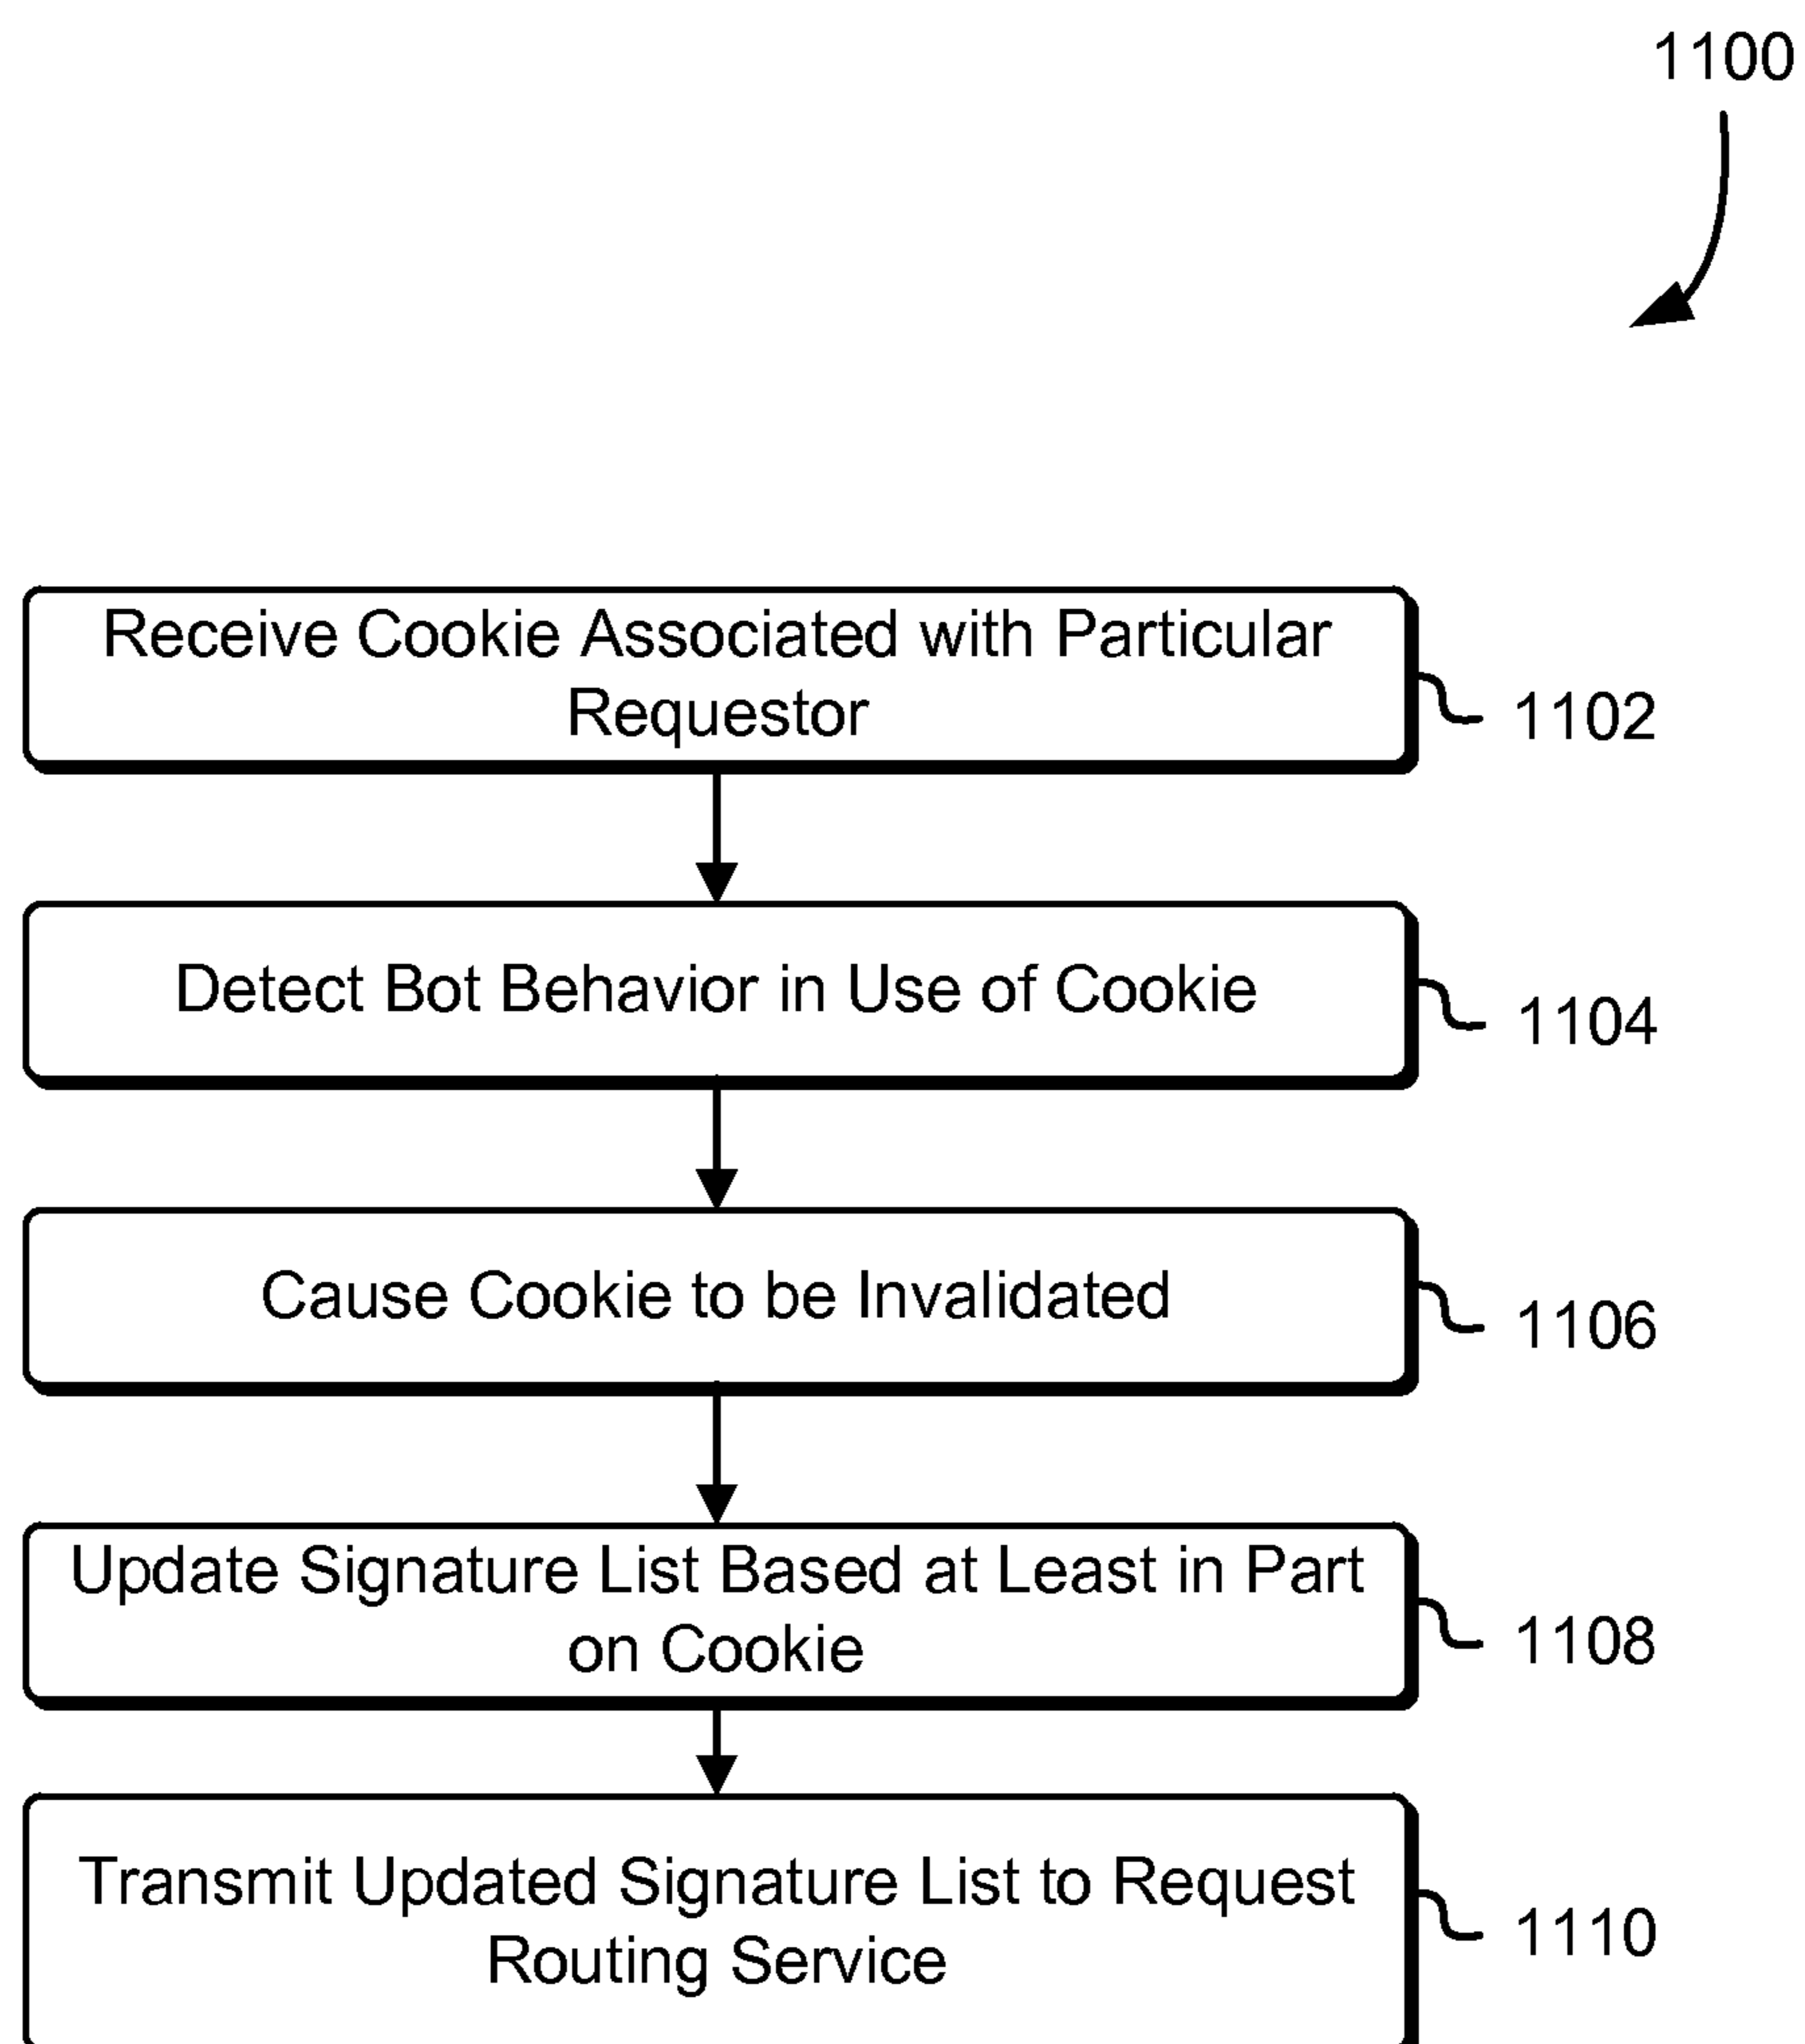 1100
Receive Cookie Associated with Particular
Requestor
1102
Detect Bot Behavior in Use of Cookie
1104
Cause Cookie to be Invalidated
1106
Update Signature List Based at Least in Part
on Cookie
1108
Transmit Updated Signature List to Request
Routing Service
1110